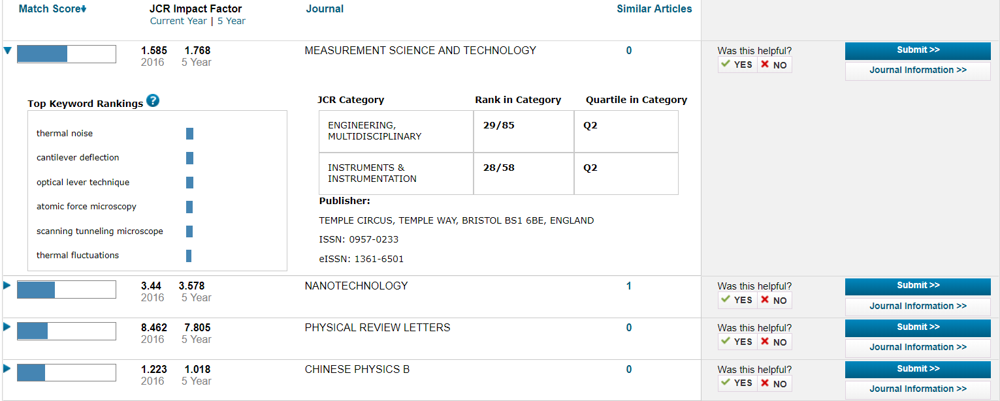 Match Score
JCR Impact Factor
Journal
Similar Articles
Current Year | 5 Year
1.585 1.768
2016 5 Year
MEASUREMENT SCIENCE AND TECHNOLOGY
0
Was this helpful?
YES NO
Submit >>
Journal Information >>
Top Keyword Rankings ?
thermal noise
cantilever deflection
optical lever technique
atomic force microscopy
scanning tunneling microscope
thermal fluctuations
JCR Category
Rank in Category
Quartile in Category
ENGINEERING,
MULTIDISCIPLINARY
29/85
Q2
INSTRUMENTS &
INSTRUMENTATION
28/58
Q2
Publisher:
TEMPLE CIRCUS, TEMPLE WAY, BRISTOL BS1 6BE, ENGLAND
ISSN: 0957-0233
eISSN: 1361-6501
3.44 3.578
2016 5 Year
NANOTECHNOLOGY
1
Was this helpful?
YES NO
Submit >>
Journal Information >>
8.462 7.805
2016 5 Year
PHYSICAL REVIEW LETTERS
0
Was this helpful?
YES NO
Submit >>
Journal Information >>
1.223 1.018
2016 5 Year
CHINESE PHYSICS B
0
Was this helpful?
YES NO
Submit >>
Journal Information >>